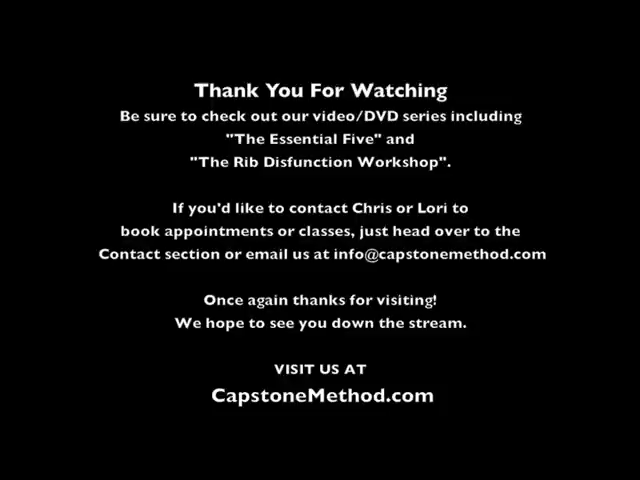 Thank You For Watching
Be sure to check out our video/DVD series including
"The Essential Five" and
"The Rib Disfunction Workshop".
If you'd like to contact Chris or Lori to
book appointments or classes, just head over to the
Contact section or email us at info@capstonemethod.com
Once again thanks for visiting!
We hope to see you down the stream.
VISIT US AT
CapstoneMethod.com